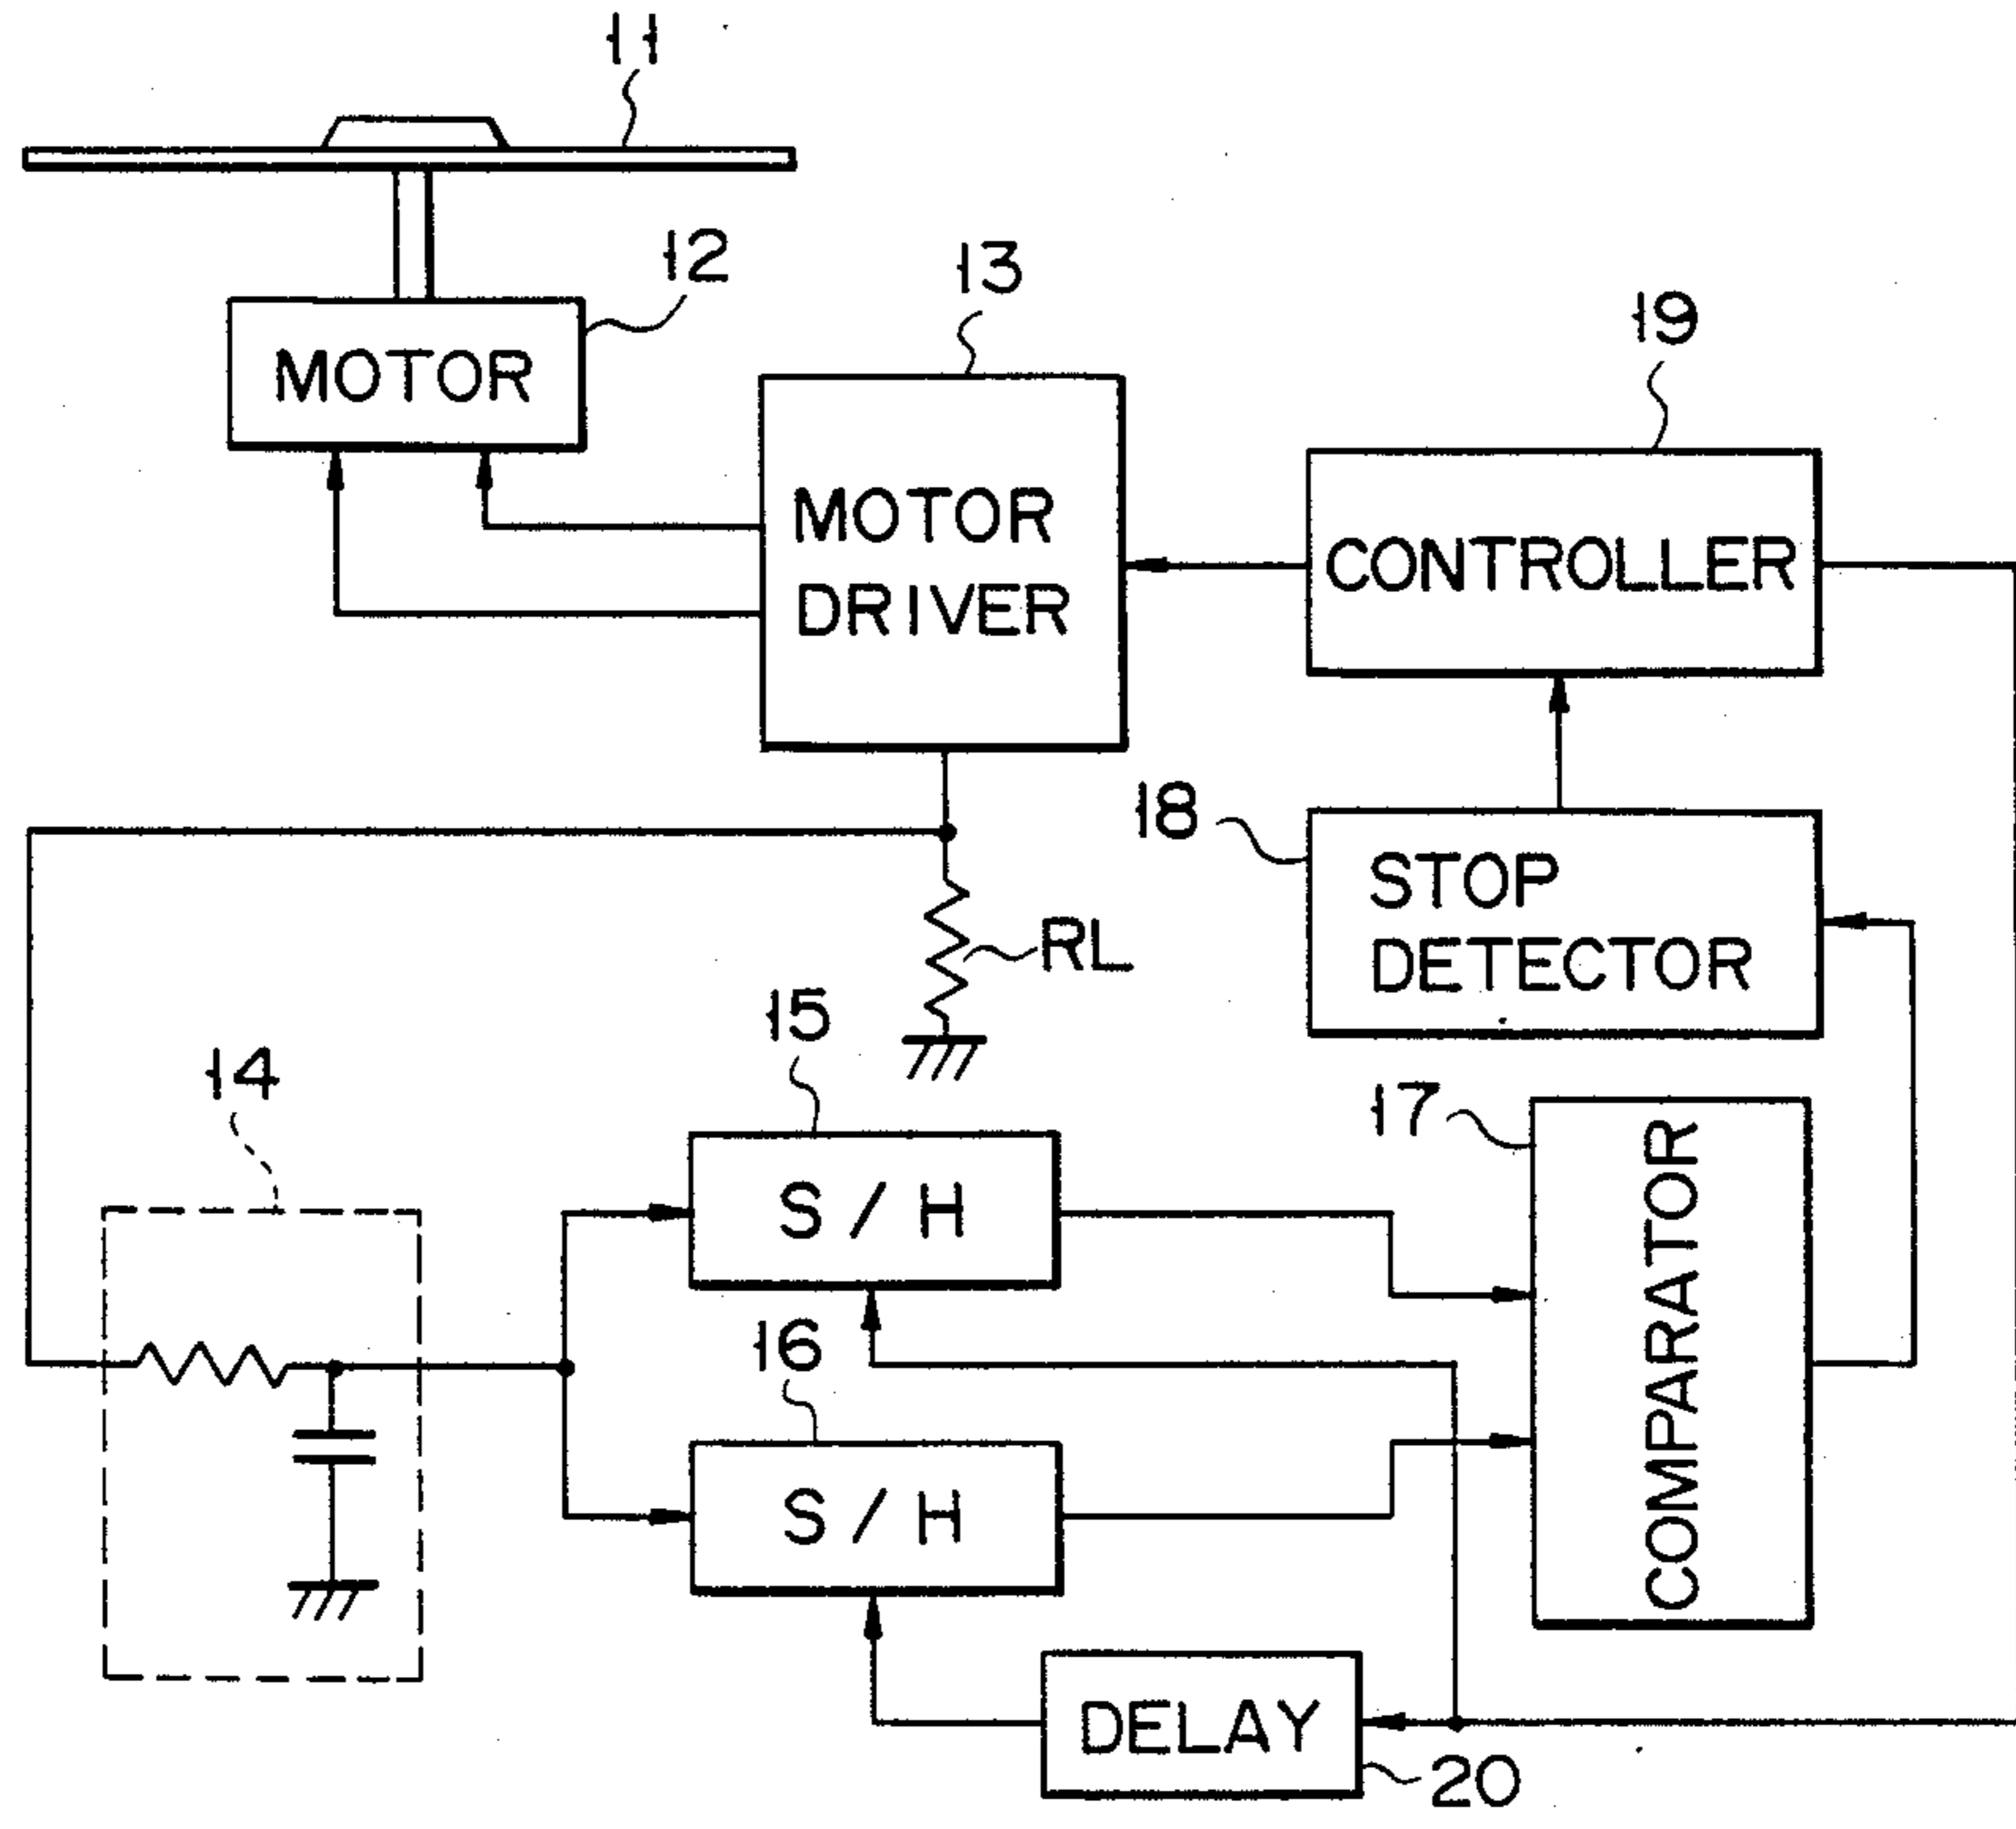 11
12
MOTOR
13
MOTOR
DRIVER
19
CONTROLLER
18
STOP
DETECTOR
RL
14
15
S / H
16
S / H
17
COMPARATOR
DELAY
20